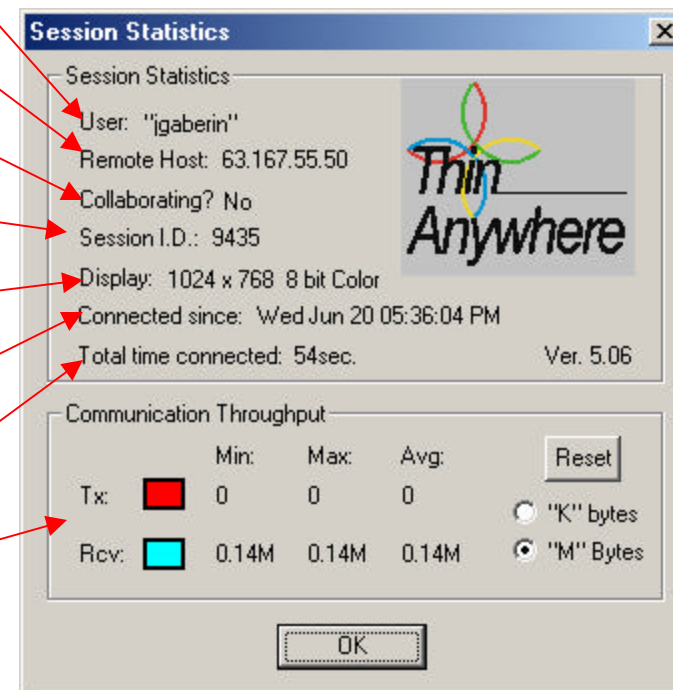 Session Statistics
Session Statistics
User: "jgaberin"
Remote Host: 63.167.55.50
Collaborating? No
Session I.D.: 9435
Display: 1024 x 768 8 bit Color
Connected since: Wed Jun 20 05:36:04 PM
Total time connected: 54sec. Ver. 5.06
Thin
Anywhere
Communication Throughput
Min: Max: Avg: Reset
Tx: 0 0 0 "K" bytes
Rcv: 0.14M 0.14M 0.14M "M" Bytes
OK